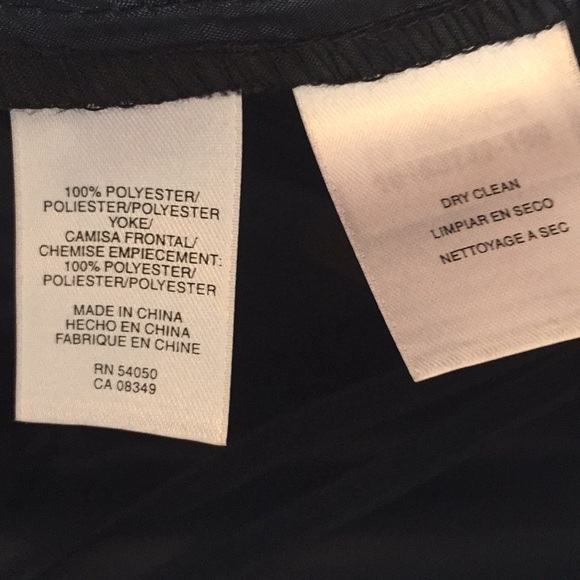 100% POLYESTER/
POLIESTER/POLYESTER
YOKE/
CAMISA FRONTAL/
CHEMISE EMPIECEMENT:
100% POLYESTER/
POLIESTER/POLYESTER
MADE IN CHINA
HECHO EN CHINA
FABRIQUE EN CHINE
RN 54050
CA 08349
DRY CLEAN
LIMPIAR EN SECO
NETTOYAGE A SEC